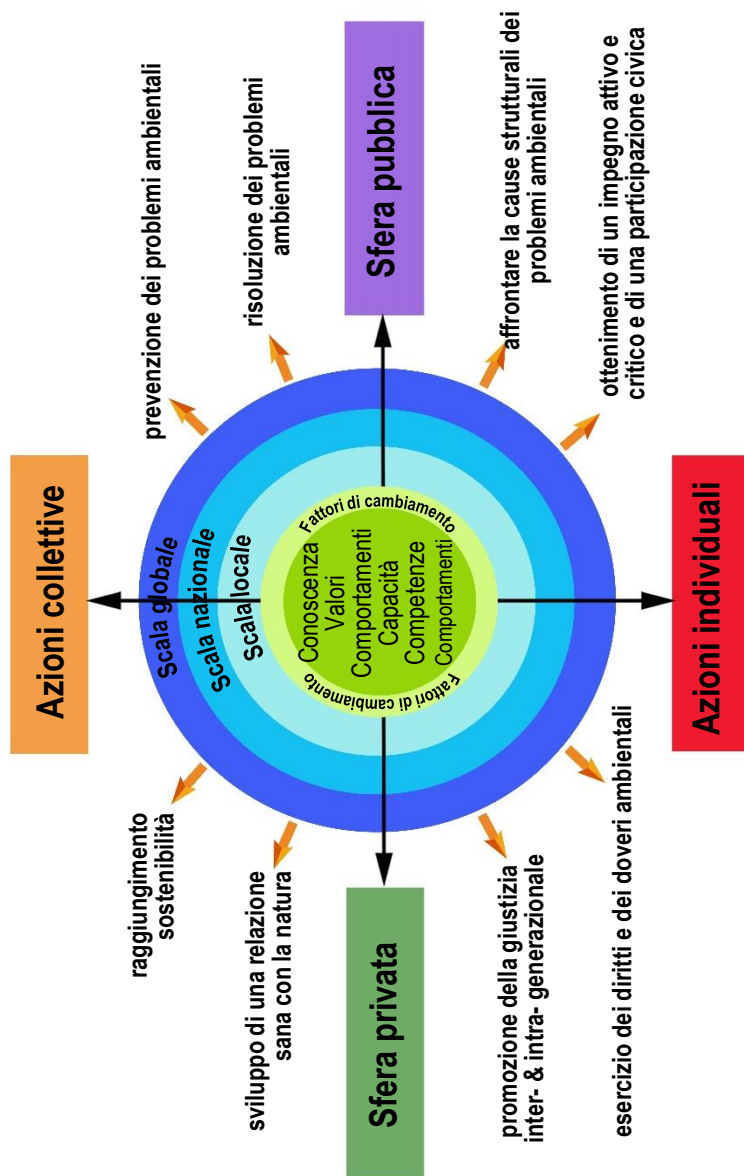 Azioni collettive
raggiungimento
sostenibilità
prevenzione dei problemi ambientali
sviluppo di una relazione
sana con la natura
risoluzione dei problemi
ambientali
Scala globale
Scala nazionale
Scala locale
Sfera privata
Fattori di cambiamento
Conoscenza
Valori
Comportamenti
Capacità
Competenze
Comportamenti
Fattori di cambiamento
Sfera pubblica
promozione della giustizia
inter- & intra- generazionale
affrontare la cause strutturali dei
problemi ambientali
esercizio dei diritti e dei doveri ambientali
ottenimento di un impegno attivo e
critico e di una participazione civica
Azioni individuali